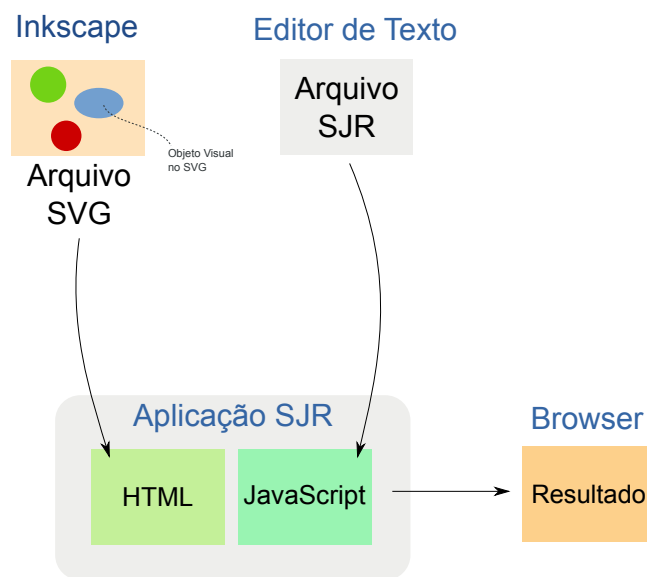 Inkscape
Editor de Texto
Arquivo
SJR
Objeto Visual
no SVG
Arquivo
SVG
Aplicação SJR
Browser
HTML
JavaScript
Resultado